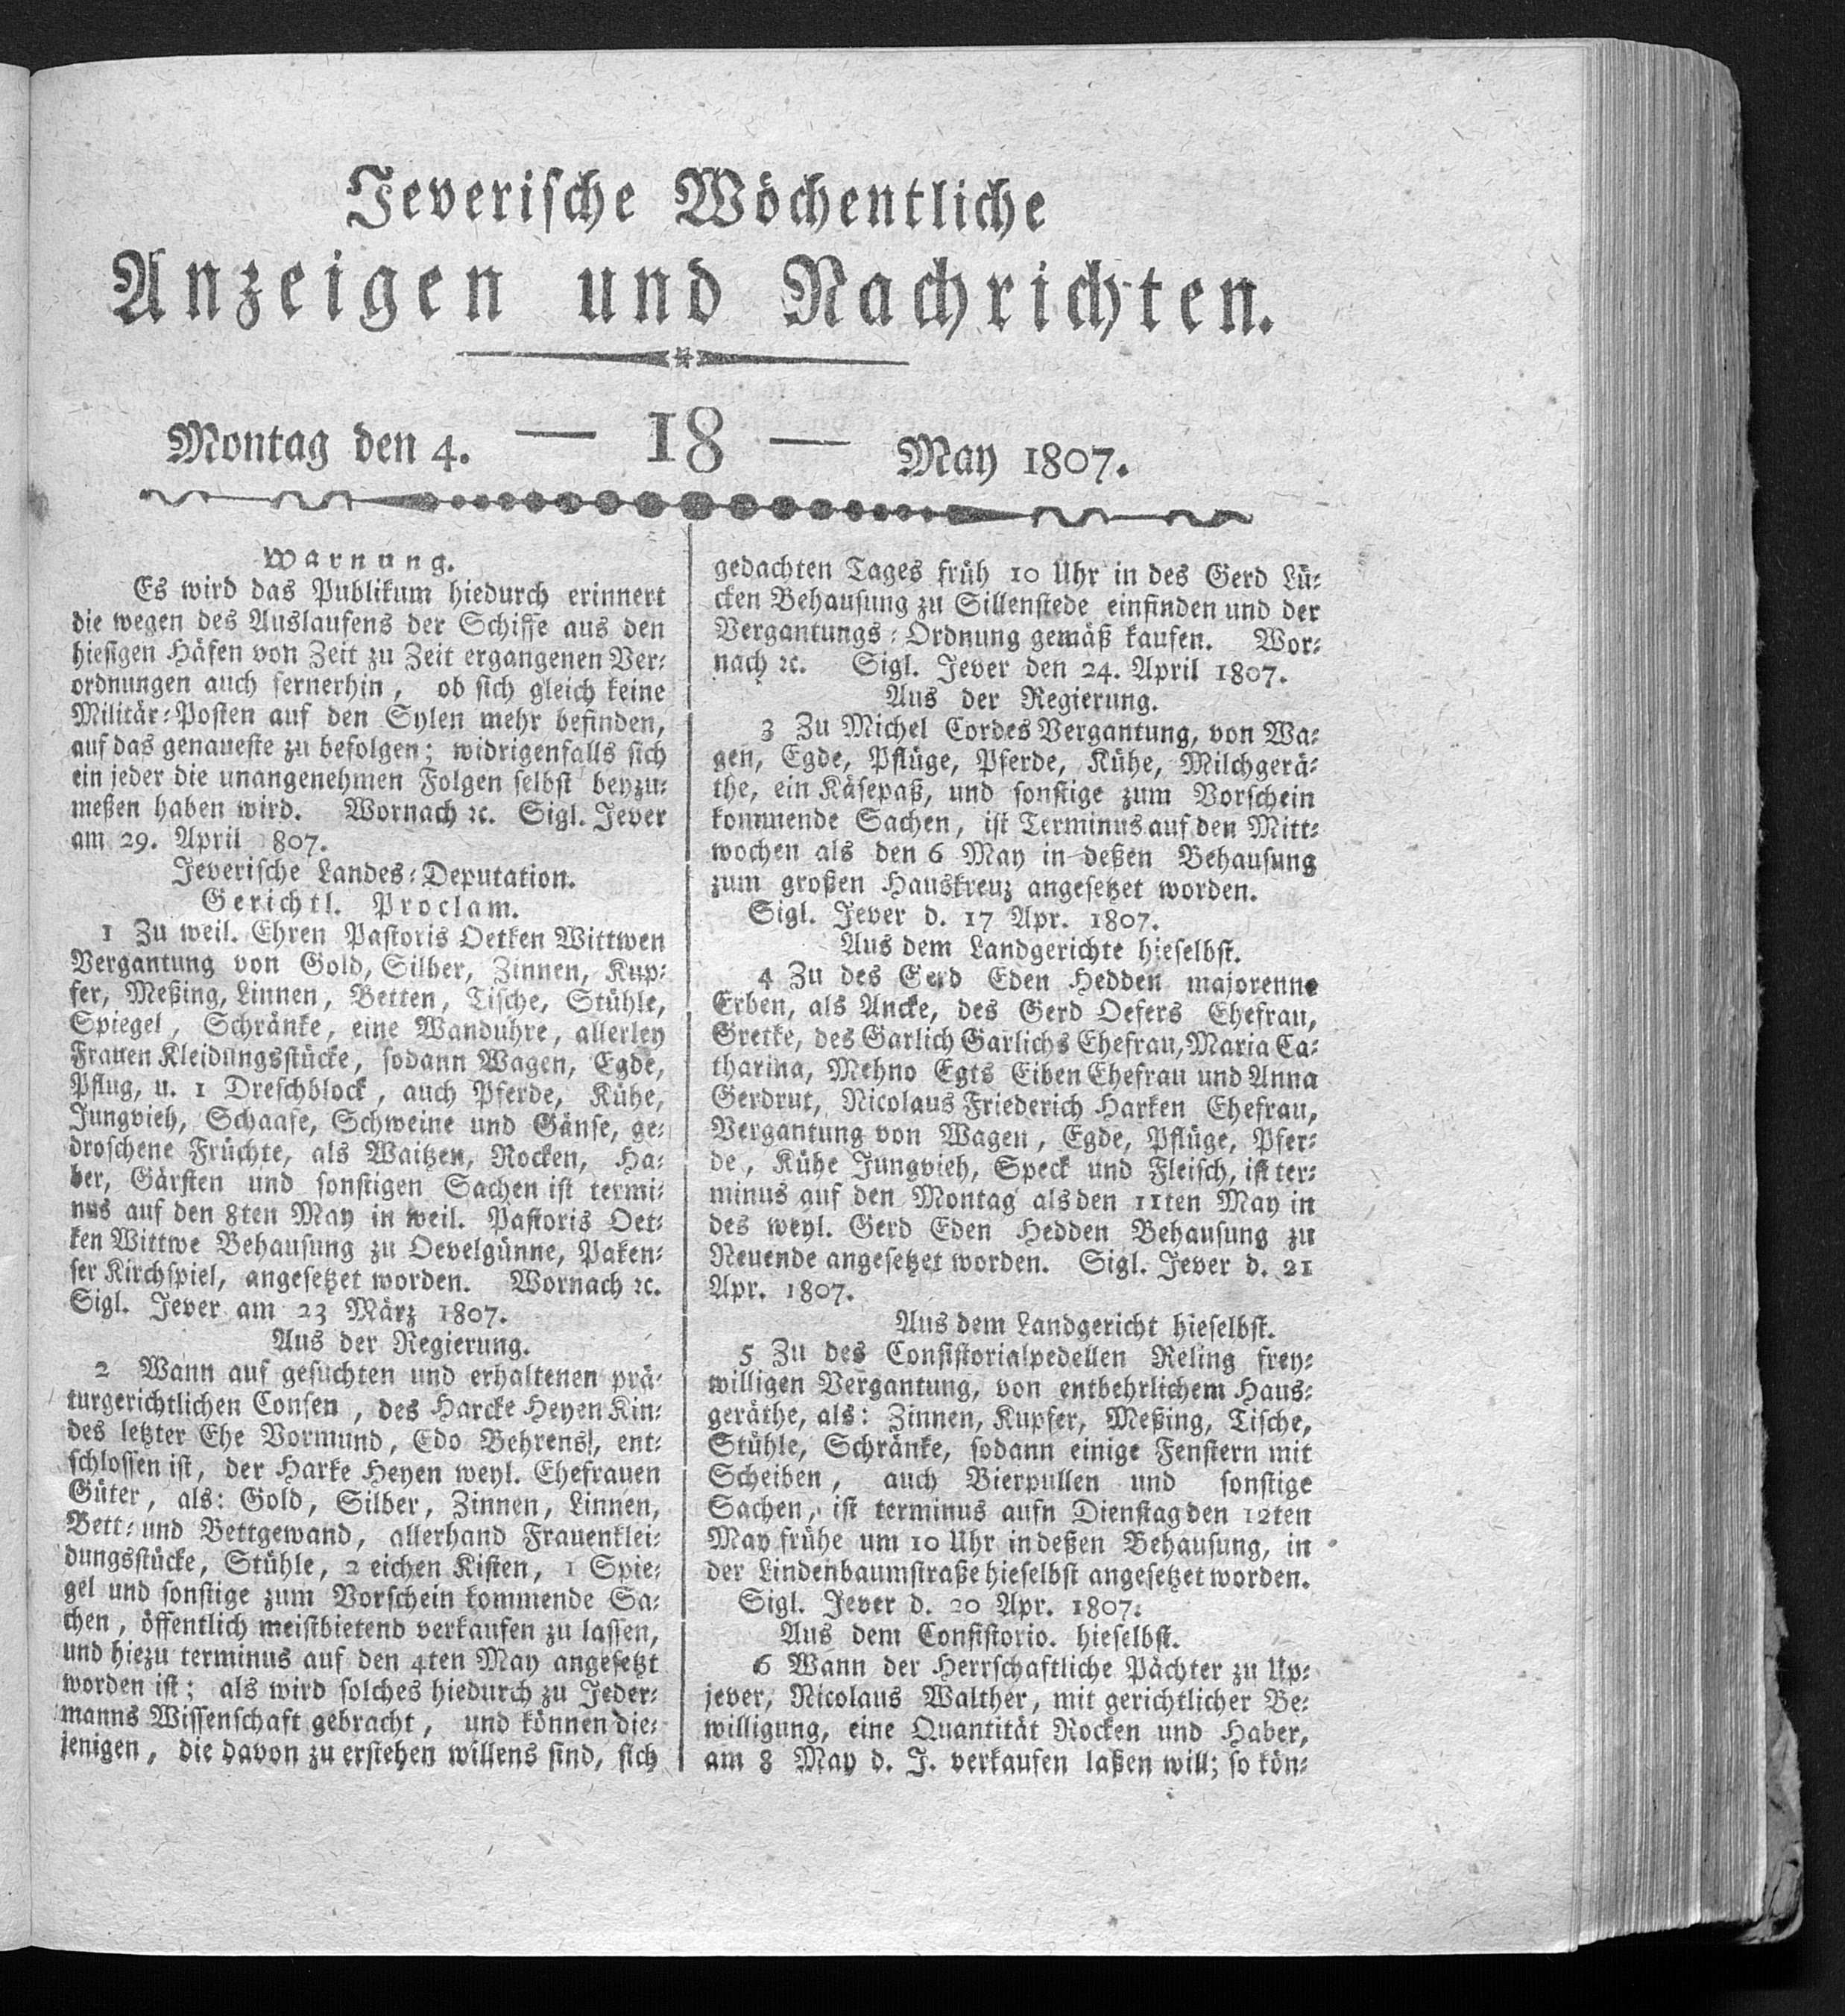 Jeverische Wöchentliche
Anzeigen und Nachrichten.
Montag den 4. — 18 — May 1807.
Warnung.
Es wird das Publikum hiedurch erinnert
die wegen des Auslaufens der Schiffe aus den
hiesigen Häfen von Zeit zu Zeit ergangenen Ver-
ordnungen auch fernerhin, ob sich gleich keine
Militär-Posten auf den Sylen mehr befinden,
auf das genaueste zu befolgen; widrigenfalls sich
ein jeder die unangenehmen Folgen selbst beyzu-
meßen haben wird. Wornach ꝛc. Sigl. Jever
am 29. April 1807.
Jeverische Landes-Deputation.
Gerichtl. Proclam.
1 Zu weil. Ehren Pastoris Oetken Wittwen
Vergantung von Gold, Silber, Zinnen, Kup-
fer, Meßing, Linnen, Betten, Tische, Stühle,
Spiegel, Schränke, eine Wanduhre, allerley
Frauen Kleidungsstücke, sodann Wagen, Egde,
Pflug, u. 1 Dreschblock, auch Pferde, Kühe,
Jungvieh, Schaafe, Schweine und Gänse, ge-
droschene Früchte, als Waitzen, Rocken, Ha-
ber, Gärsten und sonstigen Sachen ist termi-
nus auf den 8ten May in weil. Pastoris Oet-
ken Wittwe Behausung zu Oevelgünne, Paken-
ser Kirchspiel, angesetzet worden. Wornach ꝛc.
Sigl. Jever am 23 März 1807.
Aus der Regierung.
2 Wann auf gesuchten und erhaltenen prä-
turgerichtlichen Consen, des Harcke Heyen Kin-
des letzter Ehe Vormund, Edo Behrens, ent-
schlossen ist, der Harke Heyen weyl. Ehefrauen
Güter, als: Gold, Silber, Zinnen, Linnen,
Bett- und Bettgewand, allerhand Frauenklei-
dungsstücke, Stühle, 2 eichen Kisten, 1 Spie-
gel und sonstige zum Vorschein kommende Sa-
chen, öffentlich meistbietend verkaufen zu lassen,
und hiezu terminus auf den 4ten May angesetzt
worden ist; als wird solches hiedurch zu Jeder-
manns Wissenschaft gebracht, und können die-
jenigen, die davon zu erstehen willens sind, sich
gedachten Tages früh 10 Uhr in des Gerd Lü-
cken Behausung zu Sillenstede einfinden und der
Vergantungs-Ordnung gemäß kaufen. Wor-
nach ꝛc. Sigl. Jever den 24. April 1807.
Aus der Regierung.
3 Zu Michel Cordes Vergantung, von Wa-
gen, Egde, Pflüge, Pferde, Kühe, Milchgerä-
the, ein Käsepaß, und sonstige zum Vorschein
kommende Sachen, ist Terminus auf den Mitt-
wochen als den 6 May in deßen Behausung
zum großen Hauskreuz angesetzet worden.
Sigl. Jever d. 17 Apr. 1807.
Aus dem Landgerichte hieselbst.
4 Zu des Gerd Eden Hedden majorenne
Erben, als Ancke, des Gerd Oefers Ehefrau,
Gretke, des Garlich Garlichs Ehefrau, Maria Ca-
tharina, Mehno Egts Eiben Ehefrau und Anna
Gerdrut, Nicolaus Friederich Harken Ehefrau,
Vergantung von Wagen, Egde, Pflüge, Pfer-
de, Kühe Jungvieh, Speck und Fleisch, ist ter-
minus auf den Montag als den 11ten May in
des weyl. Gerd Eden Hedden Behausung zu
Neuende angesetzet worden. Sigl. Jever d. 21
Apr. 1807.
Aus dem Landgericht hieselbst.
5 Zu des Consistorialpedellen Reling frey-
willigen Vergantung, von entbehrlichem Haus-
geräthe, als: Zinnen, Kupfer, Meßing, Tische,
Stühle, Schränke, sodann einige Fenstern mit
Scheiben, auch Bierpullen und sonstige
Sachen, ist terminus aufn Dienstag den 12ten
May frühe um 10 Uhr in deßen Behausung, in
der Lindenbaumstraße hieselbst angesetzet worden.
Sigl. Jever d. 20 Apr. 1807.
Aus dem Consistorio. hieselbst.
6 Wann der Herrschaftliche Pächter zu Up-
jever, Nicolaus Walther, mit gerichtlicher Be-
willigung, eine Quantität Rocken und Haber,
am 8 May d. J. verkaufen laßen will; so kön-